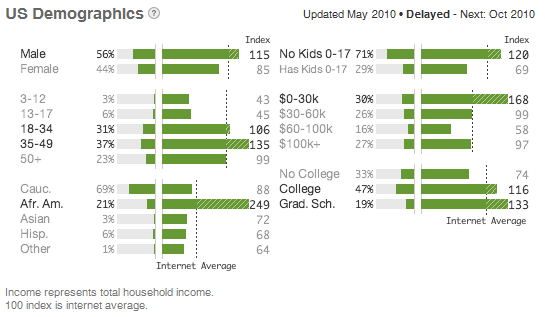 US Demographics ?
Updated May 2010 • Delayed - Next: Oct 2010
Index
Male 56% 115
Female 44% 85
3-12 3% 43
13-17 6% 45
18-34 31% 106
35-49 37% 135
50+ 23% 99
Cauc. 69% 88
Afr. Am. 21% 249
Asian 3% 72
Hisp. 6% 68
Other 1% 64
Internet Average
Index
No Kids 0-17 71% 120
Has Kids 0-17 29% 69
$0-30k 30% 168
$30-60k 26% 99
$60-100k 16% 58
$100k+ 27% 97
No College 33% 74
College 47% 116
Grad. Sch. 19% 133
Internet Average
Income represents total household income.
100 index is internet average.